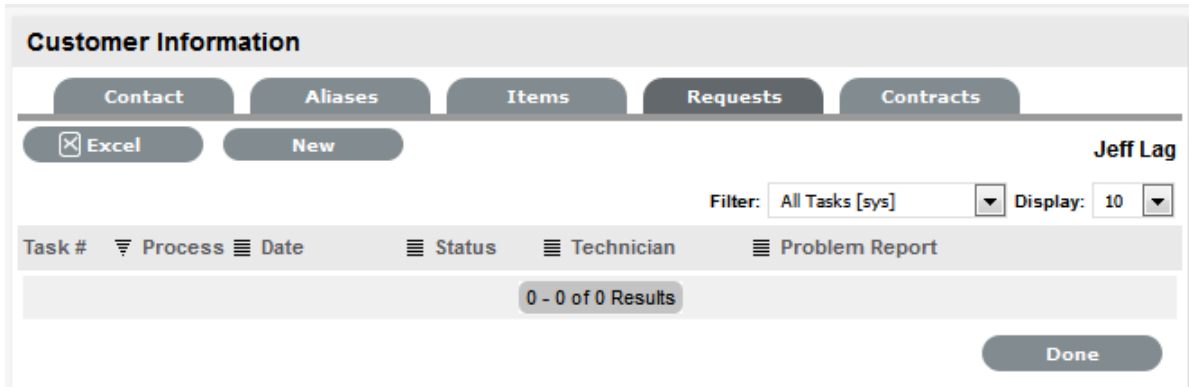 Customer Information
Contact Aliases Items Requests Contracts
Excel New
Jeff Lag
Filter: All Tasks [sys] Display: 10
Task # Process Date Status Technician Problem Report
0 - 0 of 0 Results
Done